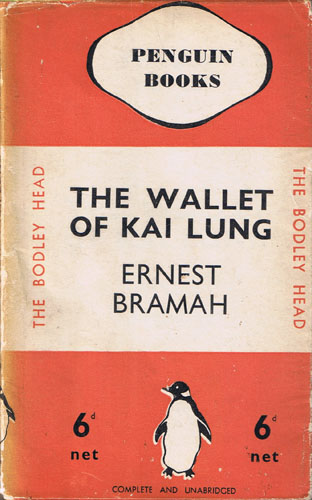 PENGUIN
BOOKS
THE BODLEY HEAD
THE WALLET
OF KAI LUNG
ERNEST
BRAMAH
THE BODLEY HEAD
6d
net
6d
net
COMPLETE AND UNABRIDGED